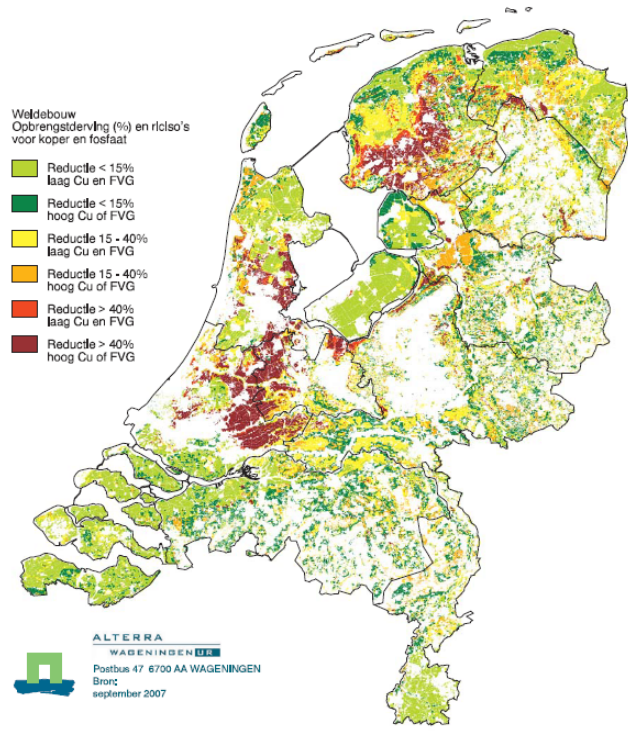 Weidebouw
Opbrengstderving (%) en risico's
voor koper en fosfaat
Reductie < 15%
laag Cu en FVG
Reductie < 15%
hoog Cu of FVG
Reductie 15 - 40%
laag Cu en FVG
Reductie 15 - 40%
hoog Cu of FVG
Reductie > 40%
laag Cu en FVG
Reductie > 40%
hoog Cu of FVG
ALTERRA
WAGENINGEN UR
Postbus 47 6700 AA WAGENINGEN
Bron:
september 2007